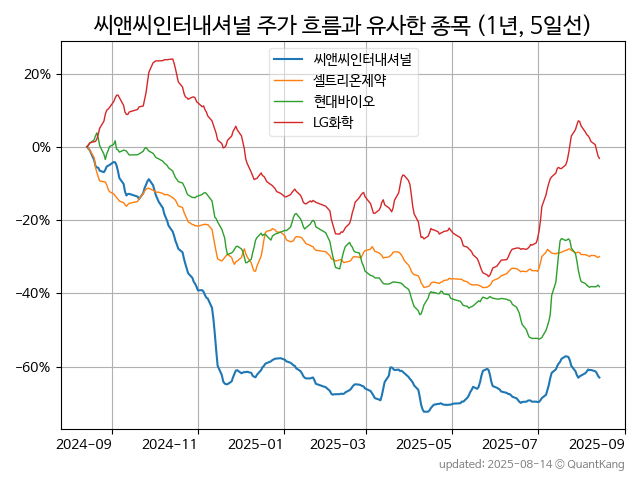 씨앤씨인터내셔널 주가 흐름과 유사한 종목 (1년, 5일선)
씨앤씨인터내셔널
셀트리온제약
현대바이오
LG화학
20%
0%
−20%
−40%
−60%
2024-09 2024-11 2025-01 2025-03 2025-05 2025-07 2025-09
updated: 2025-08-14 © QuantKang